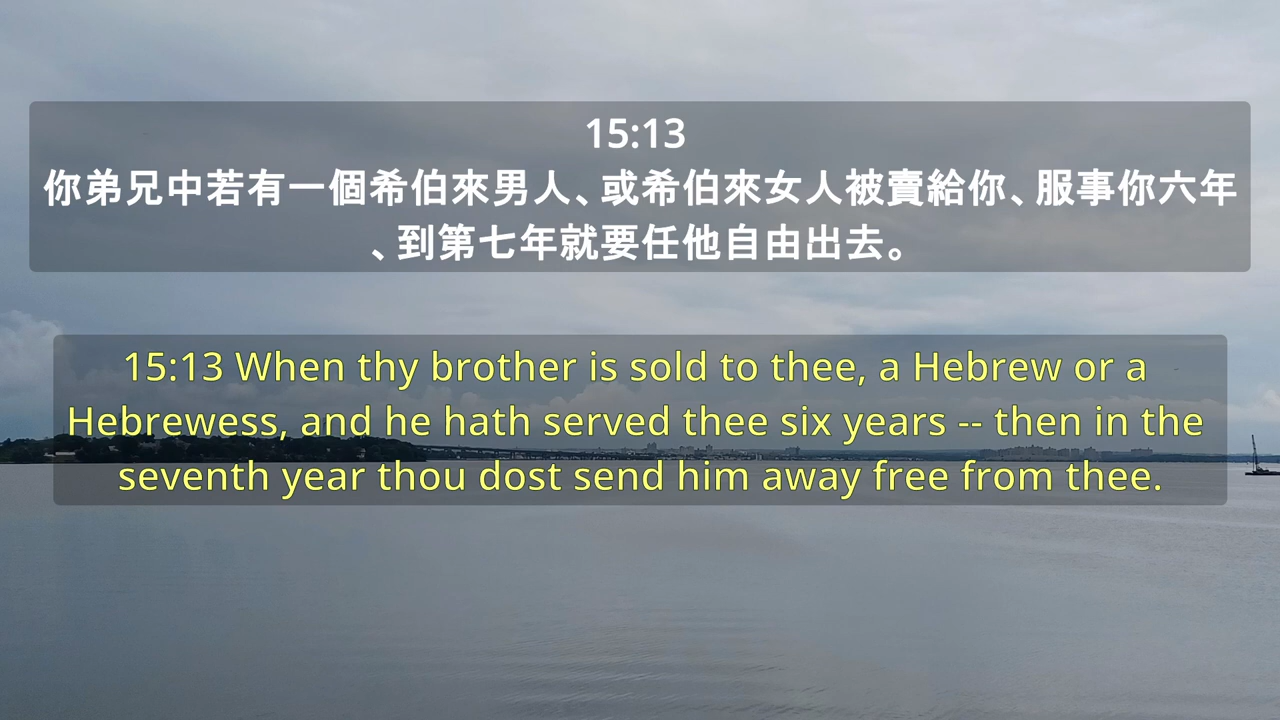 15:13
你弟兄中若有一個希伯來男人、或希伯來女人被賣給你、服事你六年
、到第七年就要任他自由出去。
15:13 When thy brother is sold to thee, a Hebrew or a
Hebrewess, and he hath served thee six years -- then in the
seventh year thou dost send him away free from thee.